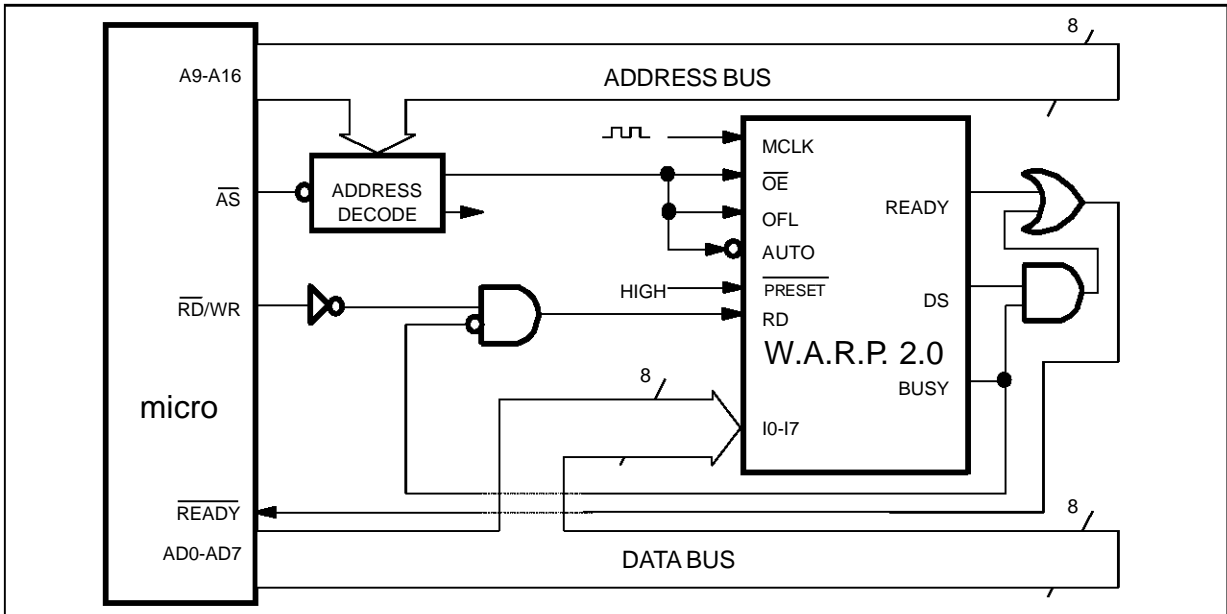 8
A9-A16
ADDRESS BUS
MCLK
AS
ADDRESS
DECODE
OE
READY
OFL
AUTO
HIGH
PRESET
RD/WR
DS
RD
W.A.R.P. 2.0
8
BUSY
micro
I0-I7
READY
8
AD0-AD7
DATA BUS